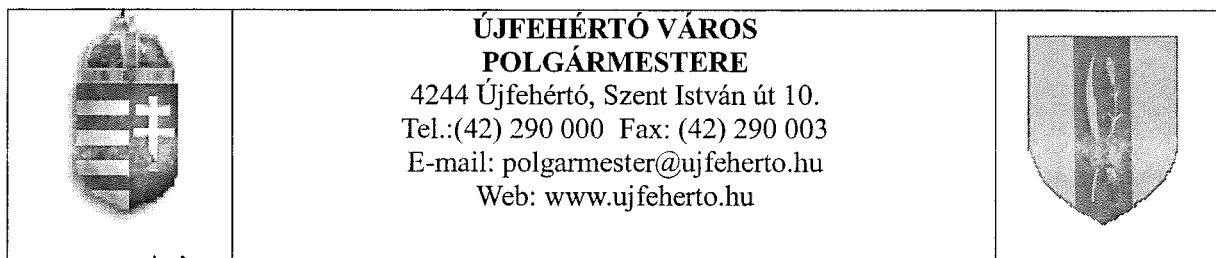 ÚJFEHÉRTÓ VÁROS
POLGÁRMESTERE
4244 Újfehértó, Szent István út 10.
Tel.:(42) 290 000 Fax: (42) 290 003
E-mail: polgarmester@ujfeherto.hu
Web: www.ujfeherto.hu